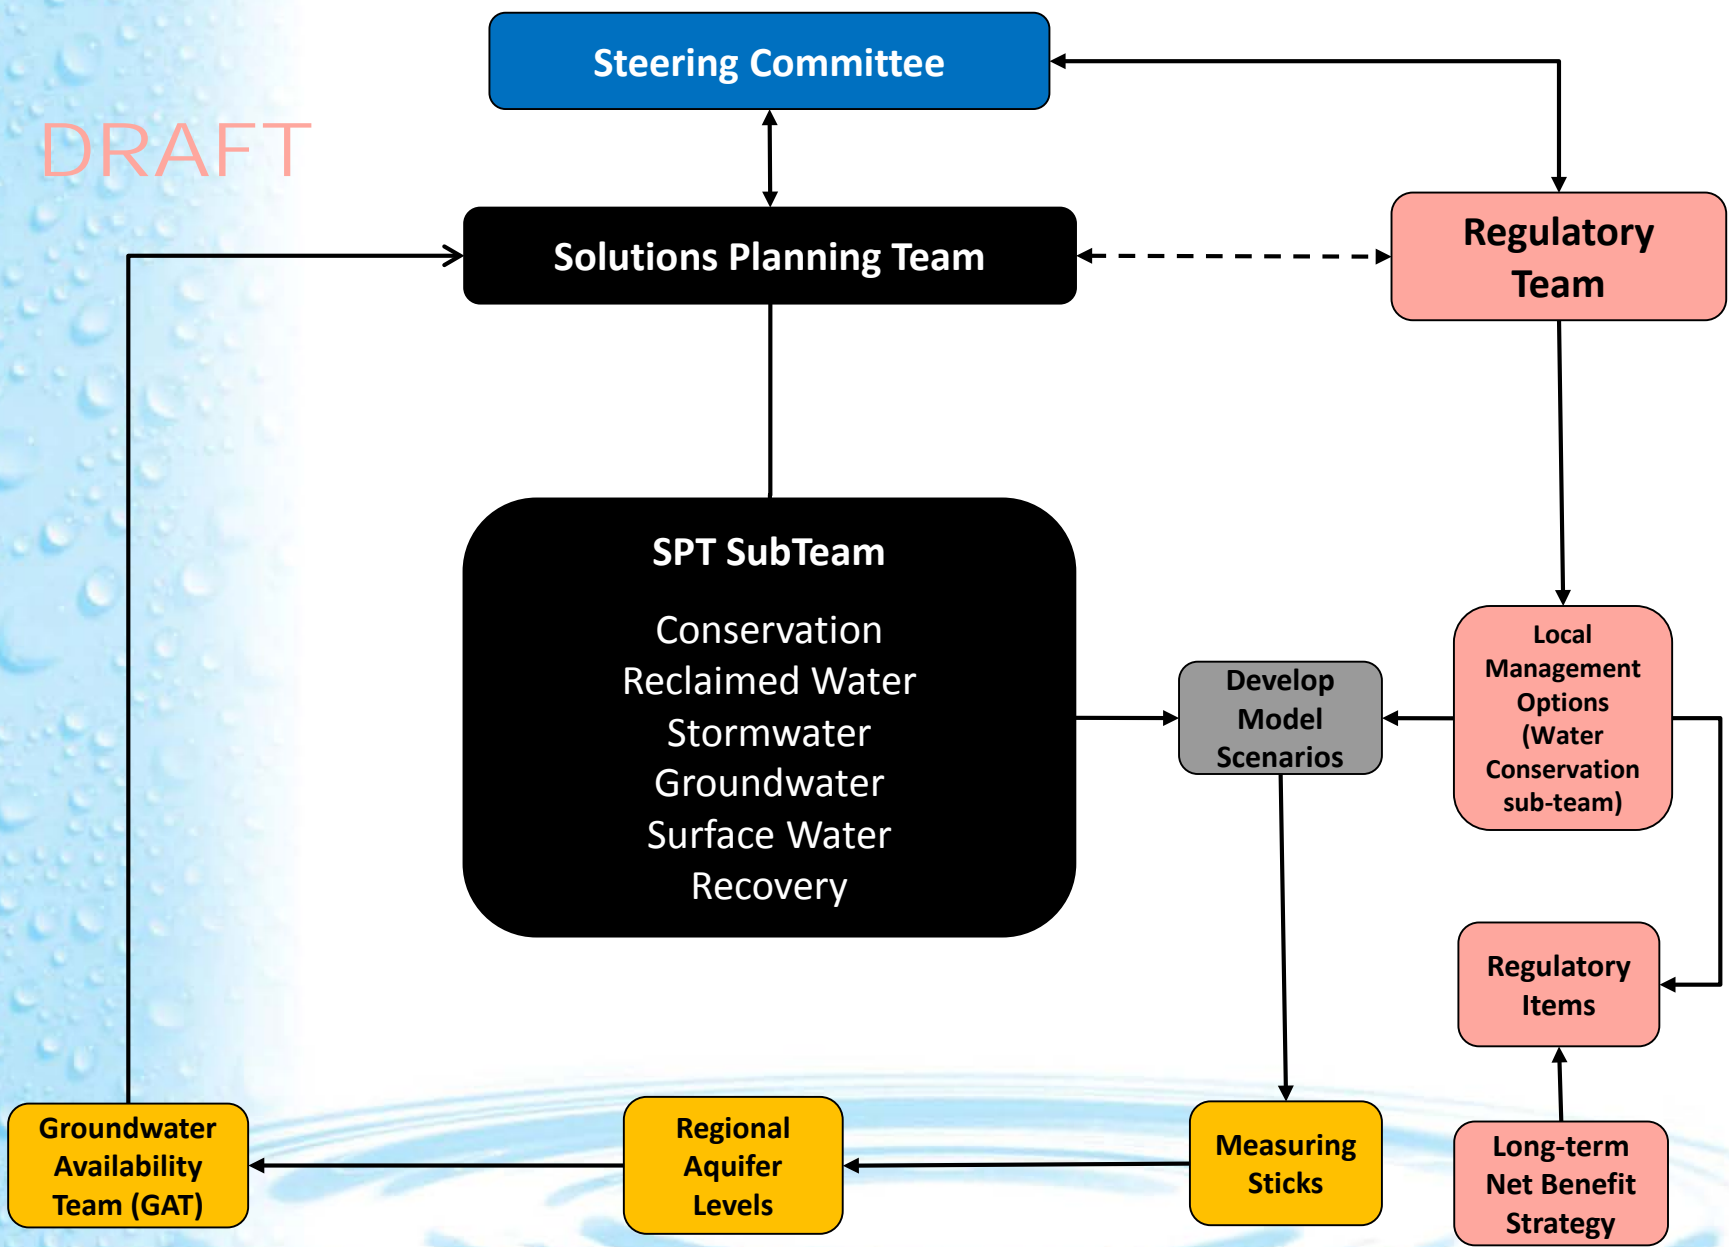 Steering Committee
DRAFT
Solutions Planning Team
Regulatory
Team
SPT SubTeam
Conservation
Reclaimed Water
Stormwater
Groundwater
Surface Water
Recovery
Develop
Model
Scenarios
Local
Management
Options
(Water
Conservation
sub-team)
Regulatory
Items
Groundwater
Availability
Team (GAT)
Regional
Aquifer
Levels
Measuring
Sticks
Long-term
Net Benefit
Strategy